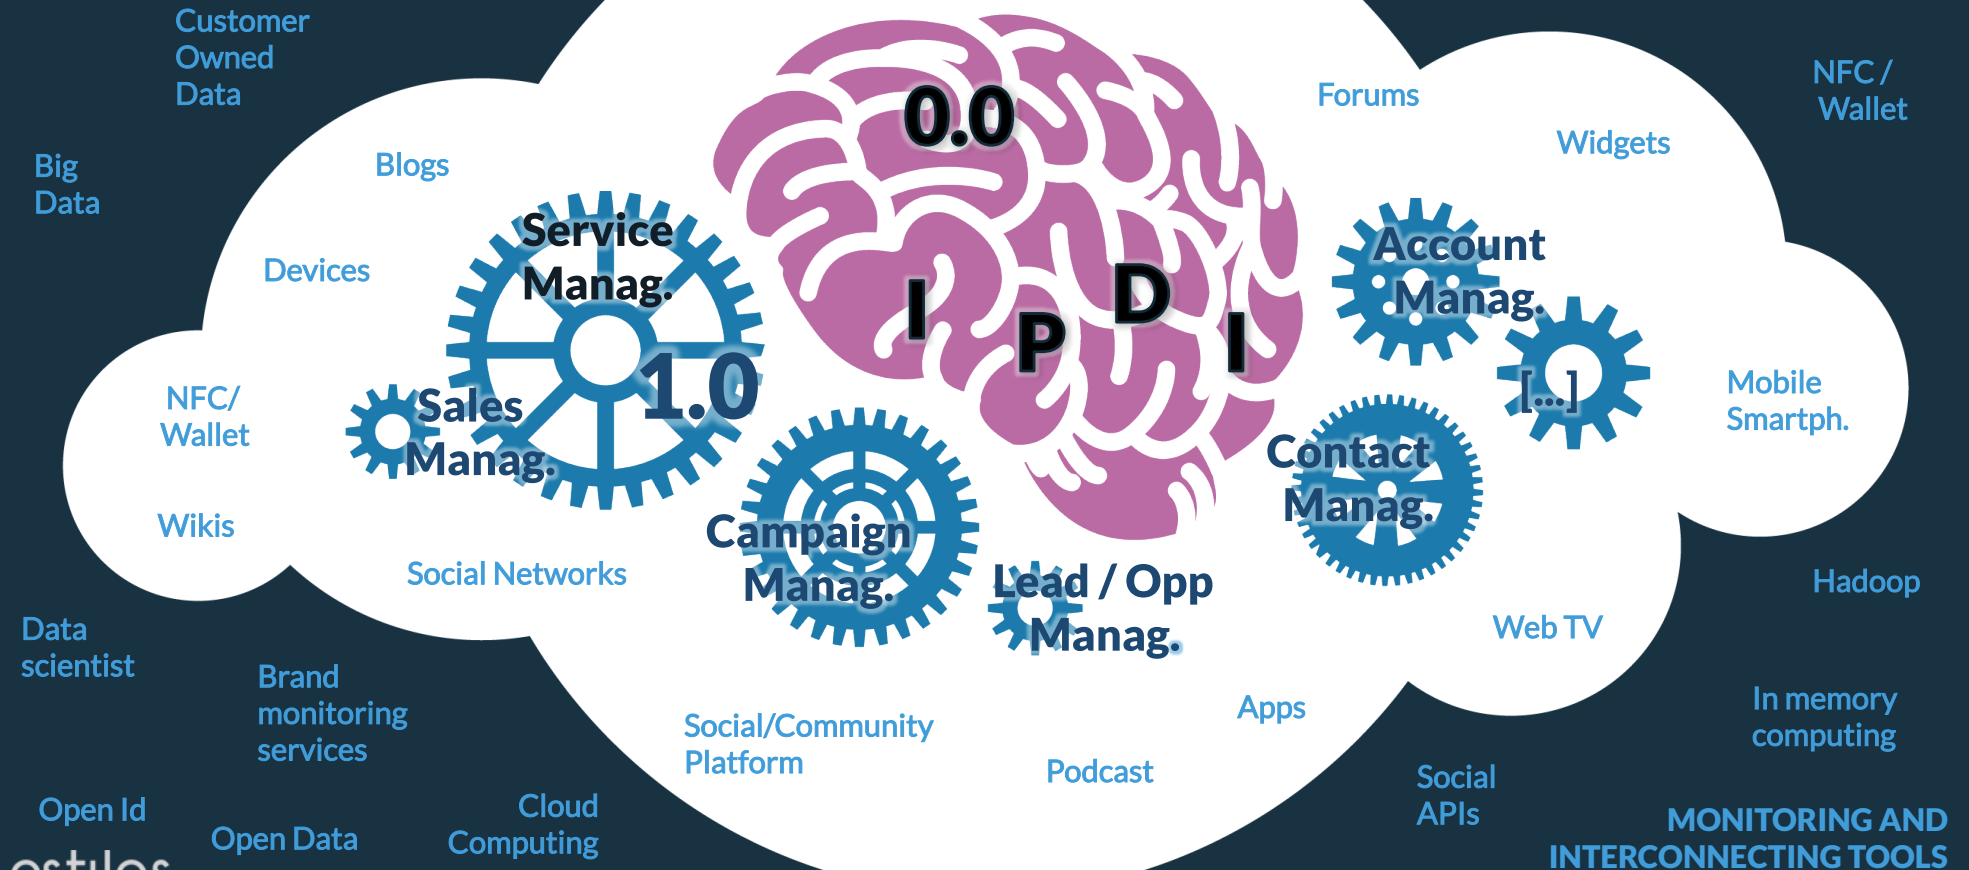 Customer
Owned
Data
Big
Data
Blogs
Devices
NFC/
Wallet
Wikis
Social Networks
Service
Manag.
1.0
Sales
Manag.
Campaign
Manag.
Lead / Opp
Manag.
0.0
I
P
D
I
Forums
Widgets
NFC /
Wallet
Account
Manag.
[...]
Contact
Manag.
Mobile
Smartph.
Hadoop
Web TV
In memory
computing
Apps
Social/Community
Platform
Podcast
Social
APIs
Data
scientist
Brand
monitoring
services
Open Id
Open Data
Cloud
Computing
MONITORING AND
INTERCONNECTING TOOLS